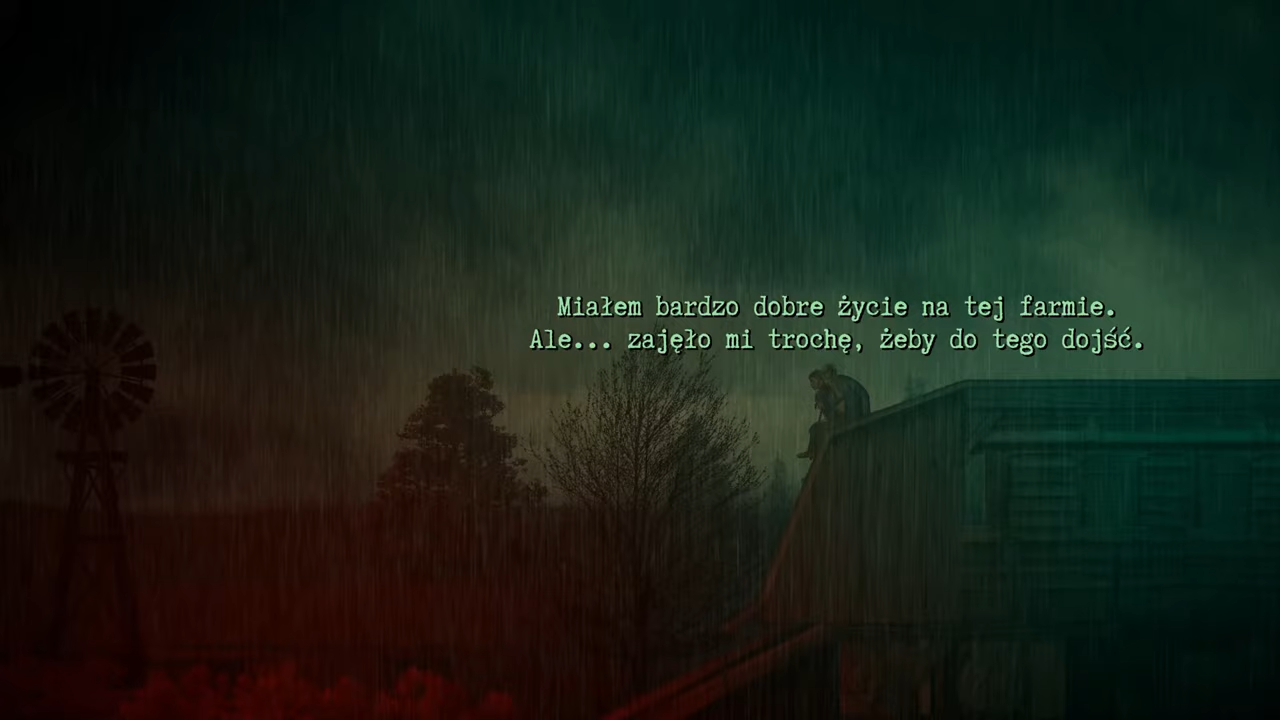 Miałem bardzo dobre życie na tej farmie.
Ale... zajęło mi trochę, żeby do tego dojść.